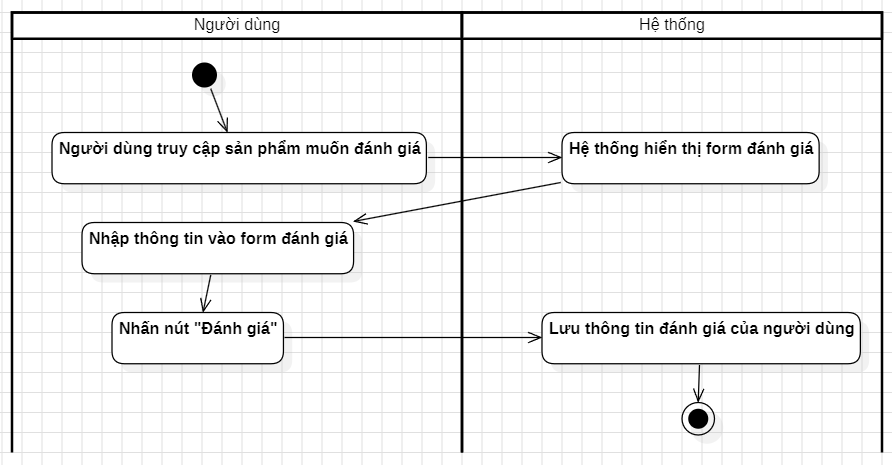 Người dùng
Hệ thống
Người dùng truy cập sản phẩm muốn đánh giá
Hệ thống hiển thị form đánh giá
Nhập thông tin vào form đánh giá
Nhấn nút "Đánh giá"
Lưu thông tin đánh giá của người dùng